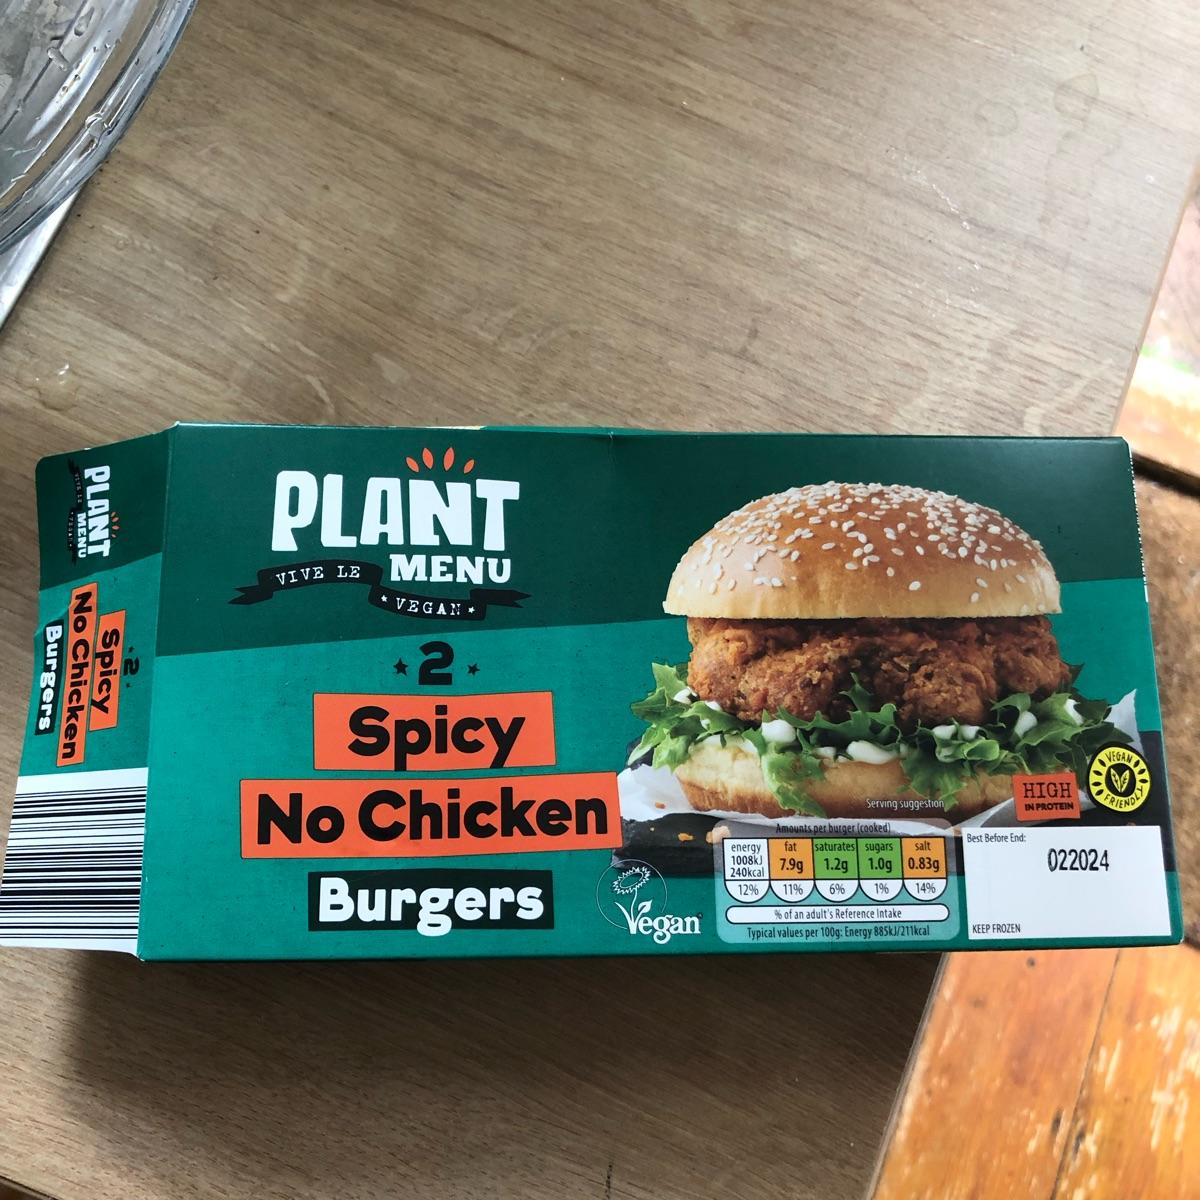 PLANT
MENU
VIVE LE
VEGAN
2
Spicy
No Chicken
Burgers
PLANT
MENU
VIVE LE
VEGAN
2
Spicy
No Chicken
Burgers
Serving suggestion
HIGH
IN PROTEIN
VEGAN
FRIENDLY
Vegan
Amounts per burger (cooked)
energy fat saturates sugars salt
1008kJ 240kcal 7.9g 1.2g 1.0g 0.83g
12% 11% 6% 1% 14%
% of an adult's Reference Intake
Typical values per 100g: Energy 885kJ/211kcal
Best Before End:
022024
KEEP FROZEN